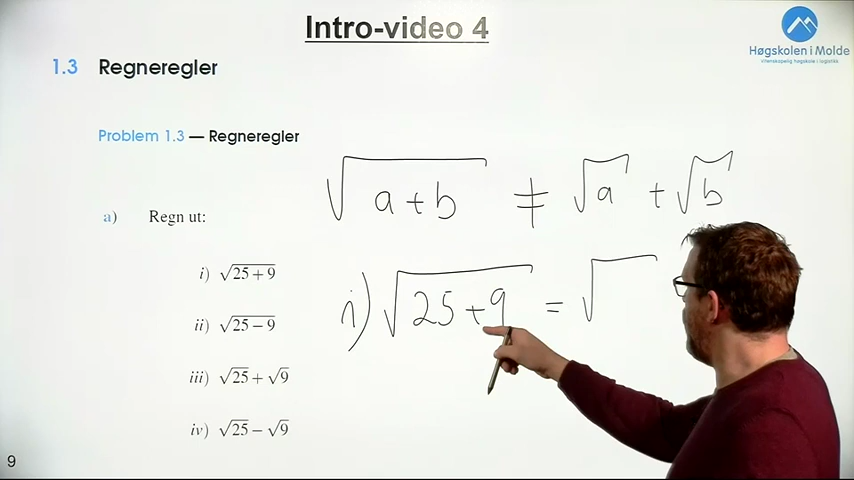 Intro-video 4
Høgskolen i Molde
Vitenskapelig høgskole i logistikk
1.3 Regneregler
Problem 1.3 — Regneregler
√(a+b) ≠ √a + √b
a) Regn ut:
i) √(25+9)
i) √(25+9) = √
ii) √(25−9)
iii) √25 + √9
iv) √25 − √9
9